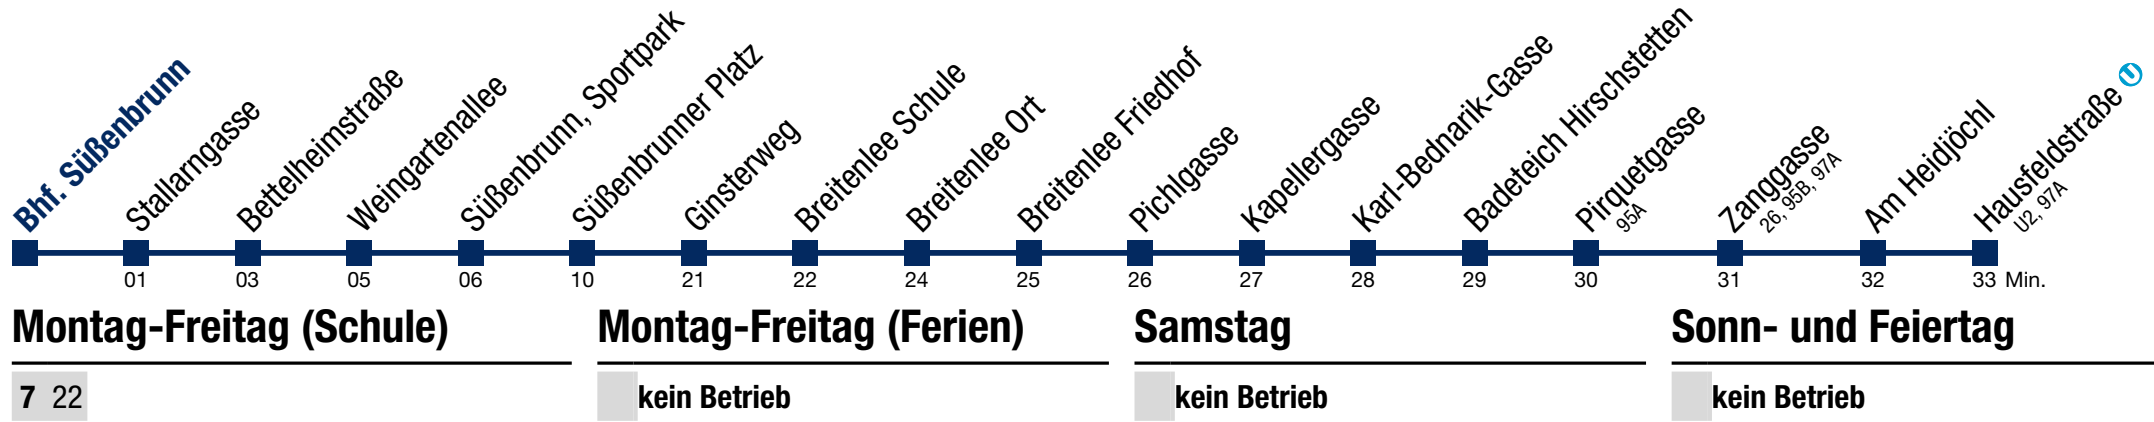 Bhf. Süßenbrunn
Stallarngasse
Bettelheimstraße
Weingartenallee
Süßenbrunn, Sportpark
Süßenbrunner Platz
Ginsterweg
Breitenlee Schule
Breitenlee Ort
Breitenlee Friedhof
Pichlgasse
Kapellergasse
Karl-Bednarik-Gasse
Badeteich Hirschstetten
Pirquetgasse
95A
Zanggasse
26, 95B, 97A
Am Heidjöchl
Hausfeldstraße U
U2, 97A
01 03 05 06 10 21 22 24 25 26 27 28 29 30 31 32 33 Min.
Montag-Freitag (Schule) Montag-Freitag (Ferien) Samstag Sonn- und Feiertag
7 22 kein Betrieb kein Betrieb kein Betrieb